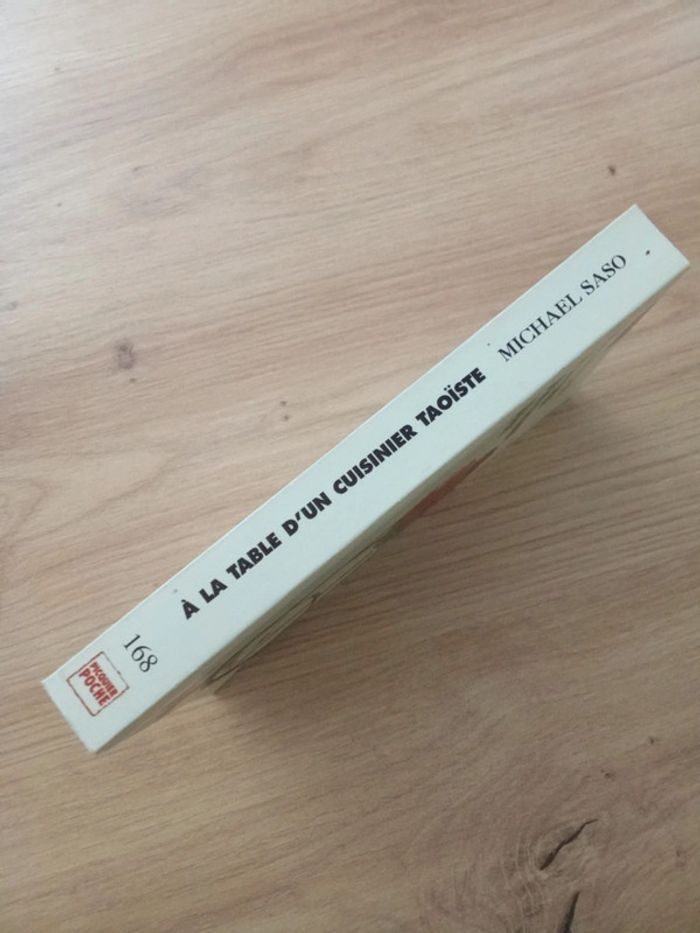 MICHAEL SASO
À LA TABLE D'UN CUISINIER TAOÏSTE
168
PICQUIER
POCHE